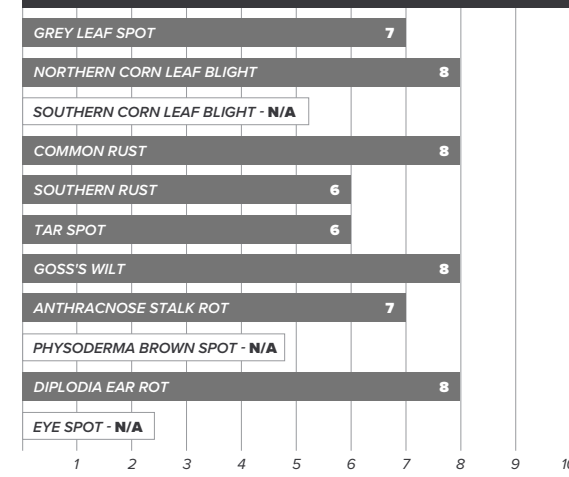 GREY LEAF SPOT 7
NORTHERN CORN LEAF BLIGHT 8
SOUTHERN CORN LEAF BLIGHT - N/A
COMMON RUST 8
SOUTHERN RUST 6
TAR SPOT 6
GOSS'S WILT 8
ANTHRACNOSE STALK ROT 7
PHYSODERMA BROWN SPOT - N/A
DIPLODIA EAR ROT 8
EYE SPOT - N/A
1 2 3 4 5 6 7 8 9 10